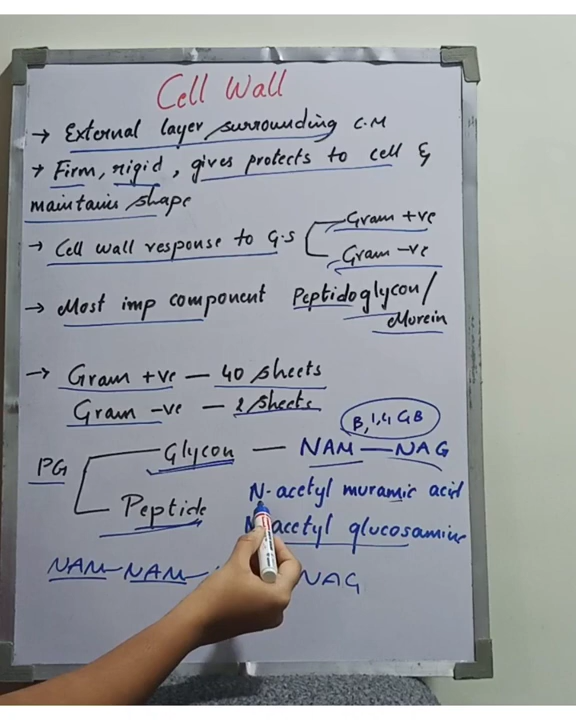 Cell Wall
→ External layer surrounding C.M
→ Firm, rigid, gives protects to cell &
maintains shape
→ Cell wall response to G.S
Gram +ve
Gram -ve
→ Most imp component Peptidoglycon/
Murein
→ Gram +ve — 40 sheets
Gram -ve — 2 sheets
B,1,4 GB
PG
Glycon — NAM — NAG
Peptide
N-acetyl muramic acid
acetyl glucosamine
NAM — NAM — NAG